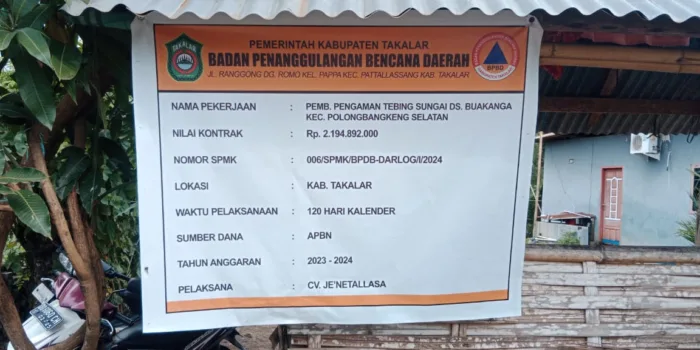 PEMERINTAH KABUPATEN TAKALAR
BADAN PENANGGULANGAN BENCANA DAERAH
JL. RANGGONG DG. ROMO KEL. PAPPA KEC. PATTALLASSANG KAB. TAKALAR
TAKALAR
BPBD
NAMA PEKERJAAN : PEMB. PENGAMAN TEBING SUNGAI DS. BUAKANGA
KEC. POLONGBANGKENG SELATAN
NILAI KONTRAK : Rp. 2.194.892.000
NOMOR SPMK : 006/SPMK/BPDB-DARLOG/I/2024
LOKASI : KAB. TAKALAR
WAKTU PELAKSANAAN : 120 HARI KALENDER
SUMBER DANA : APBN
TAHUN ANGGARAN : 2023 - 2024
PELAKSANA : CV. JE'NETALLASA